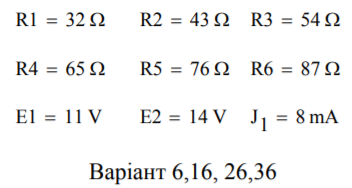 R1 = 32 Ω R2 = 43 Ω R3 = 54 Ω
R4 = 65 Ω R5 = 76 Ω R6 = 87 Ω
E1 = 11 V E2 = 14 V J₁ = 8 mA
Варіант 6,16, 26,36